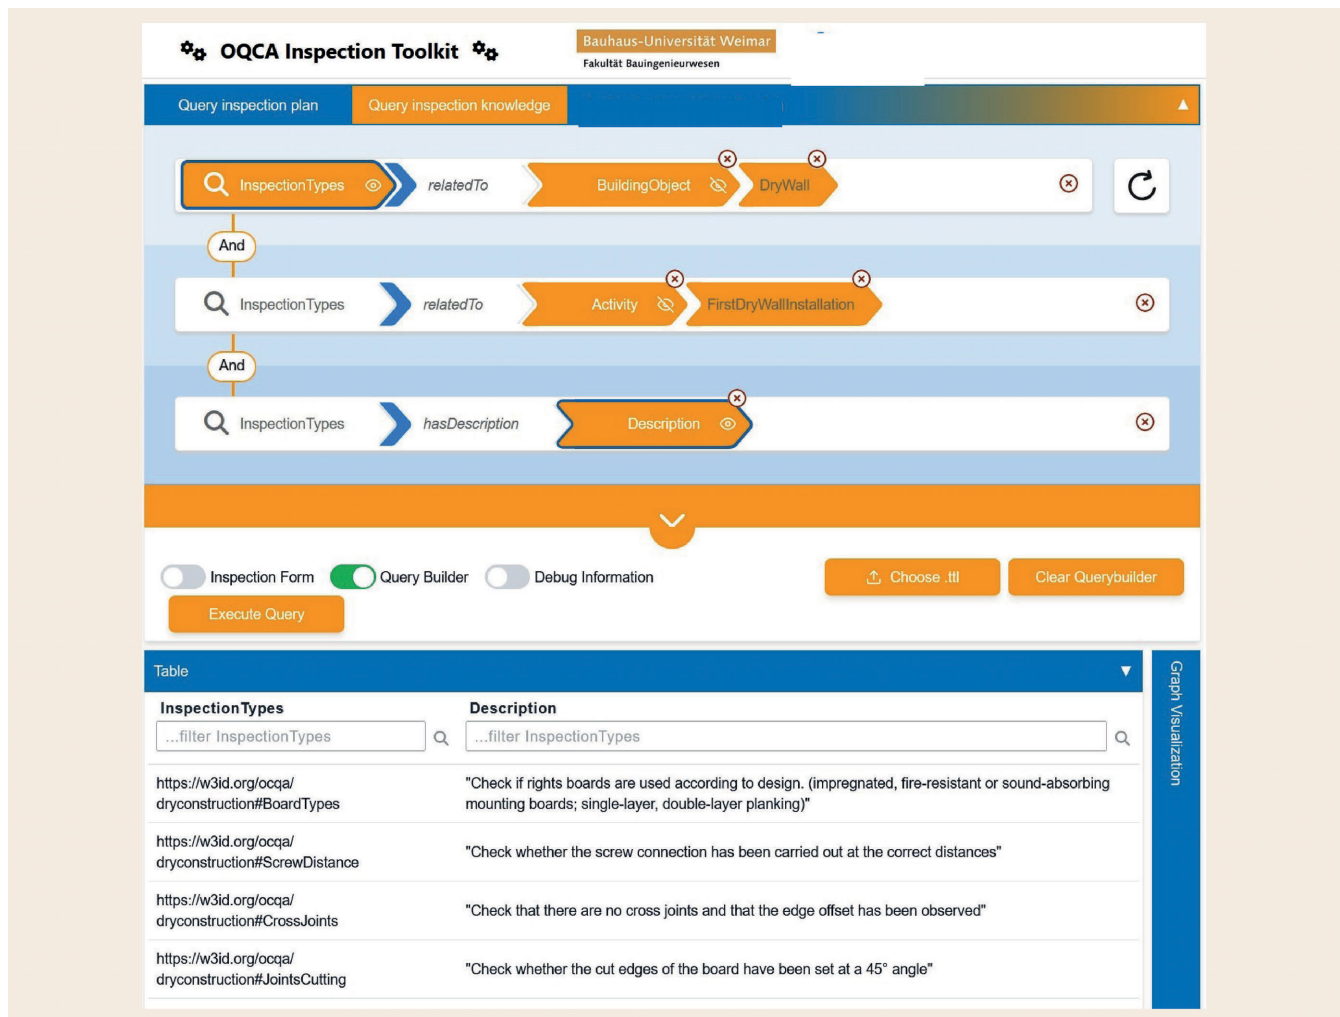 OQCA Inspection Toolkit
Bauhaus-Universität Weimar
Fakultät Bauingenieurwesen
Query inspection plan
Query inspection knowledge
InspectionTypes relatedTo BuildingObject DryWall
And
InspectionTypes relatedTo Activity FirstDryWallInstallation
And
InspectionTypes hasDescription Description
Inspection Form Query Builder Debug Information
Choose .ttl Clear Querybuilder
Execute Query
Table
Graph Visualization
InspectionTypes Description
...filter InspectionTypes ...filter InspectionTypes
https://w3id.org/ocqa/
dryconstruction#BoardTypes
"Check if rights boards are used according to design. (impregnated, fire-resistant or sound-absorbing
mounting boards; single-layer, double-layer planking)"
https://w3id.org/ocqa/
dryconstruction#ScrewDistance
"Check whether the screw connection has been carried out at the correct distances"
https://w3id.org/ocqa/
dryconstruction#CrossJoints
"Check that there are no cross joints and that the edge offset has been observed"
https://w3id.org/ocqa/
dryconstruction#JointsCutting
"Check whether the cut edges of the board have been set at a 45° angle"